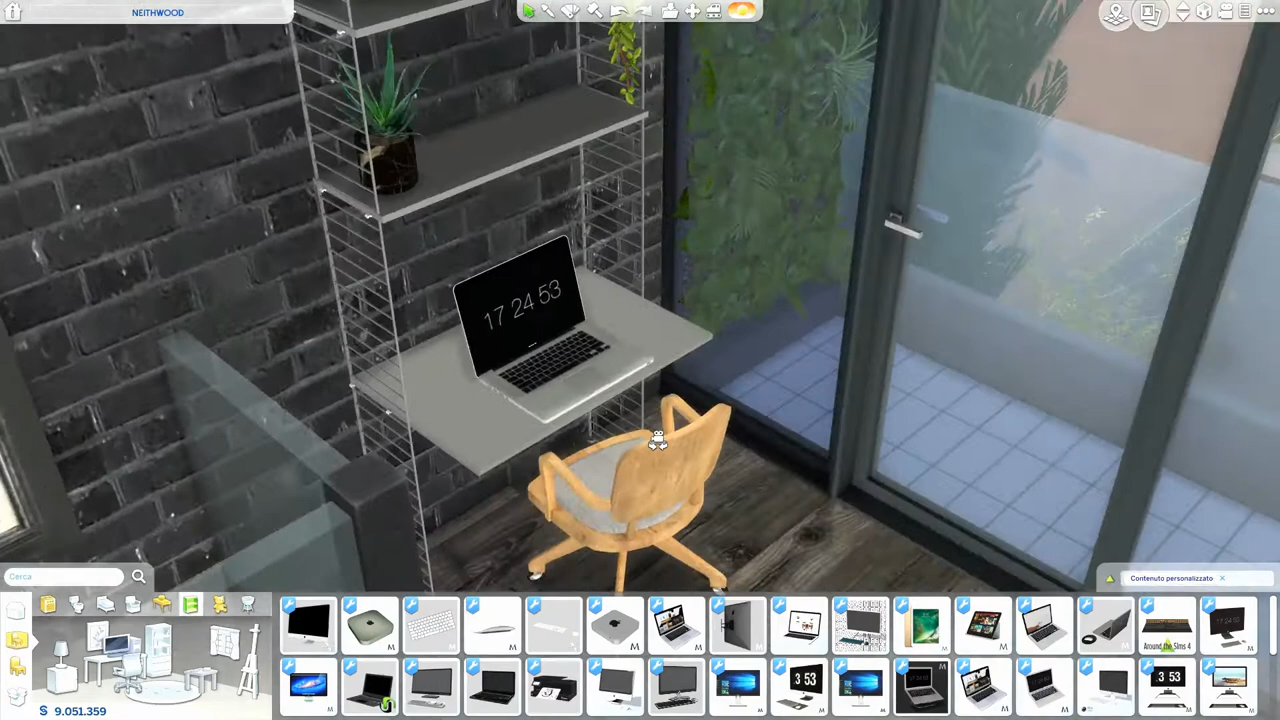 NEITHWOOD
17 24 53
Cerca
Contenuto personalizzato
Around the Sims 4
3 53
3 53
§ 9.051.359